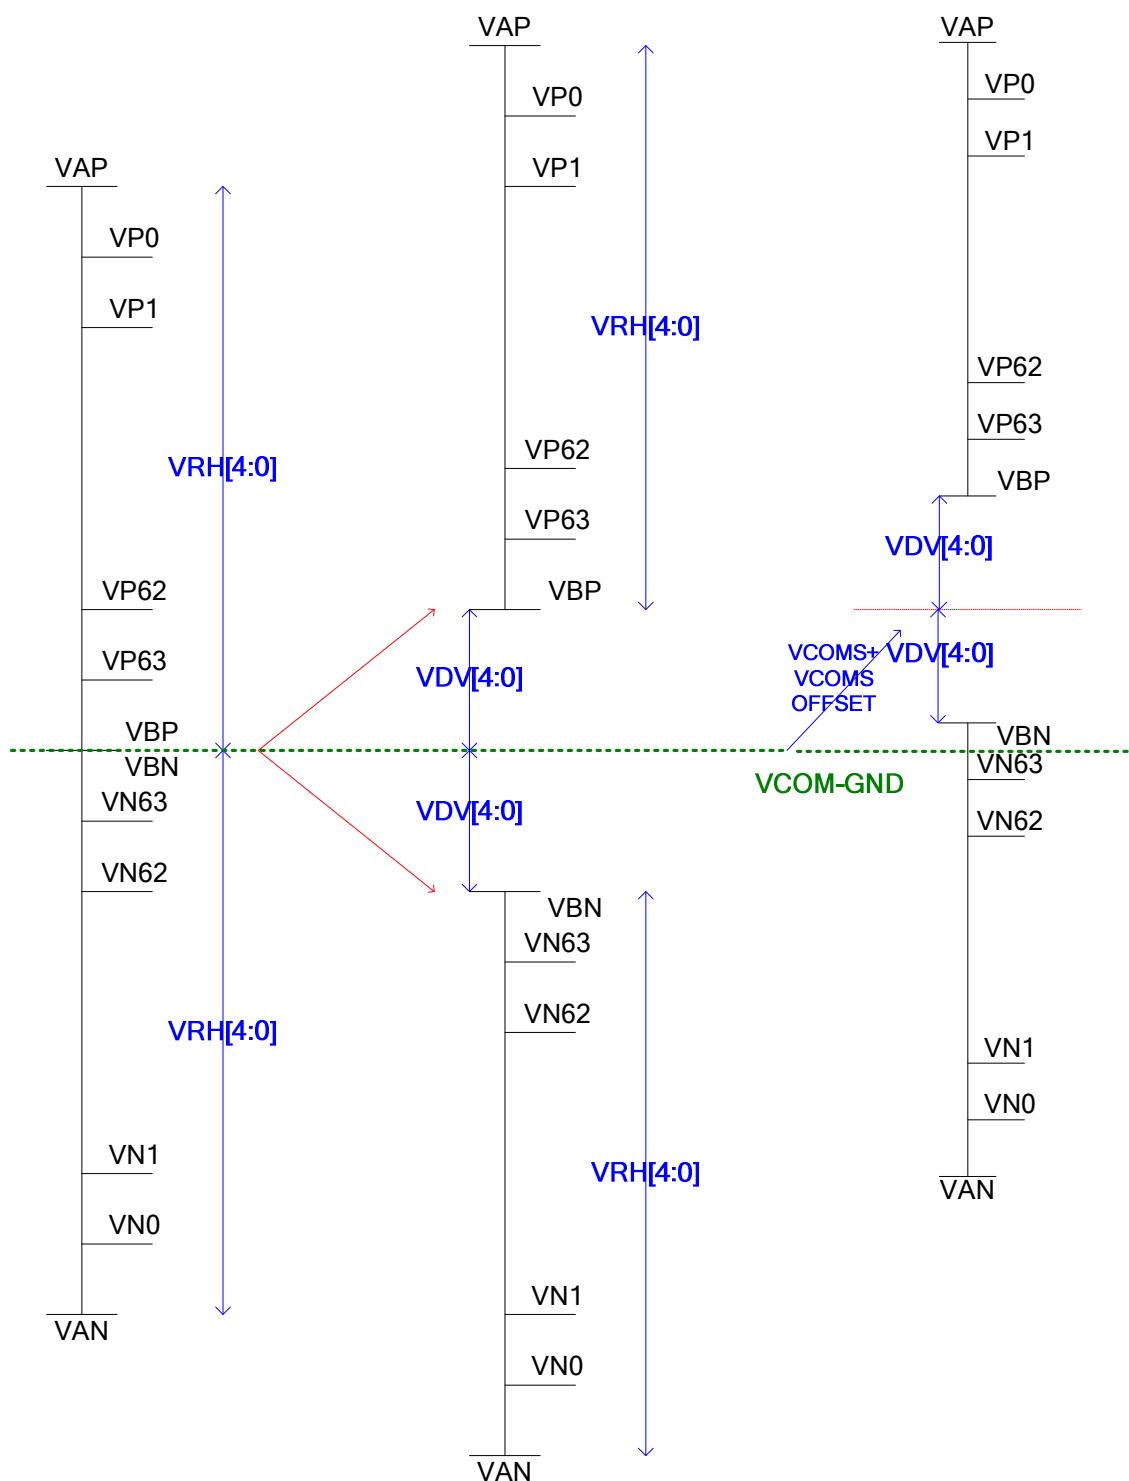 VAP
VP0
VP1
VRH[4:0]
VP62
VP63
VBP
VBN
VN63
VN62
VRH[4:0]
VN1
VN0
VAN
VAP
VP0
VP1
VRH[4:0]
VP62
VP63
VBP
VDV[4:0]
VDV[4:0]
VBN
VN63
VN62
VRH[4:0]
VN1
VN0
VAN
VAP
VP0
VP1
VP62
VP63
VBP
VDV[4:0]
VDV[4:0]
VCOMS+
VCOMS
OFFSET
VCOM-GND
VBN
VN63
VN62
VN1
VN0
VAN